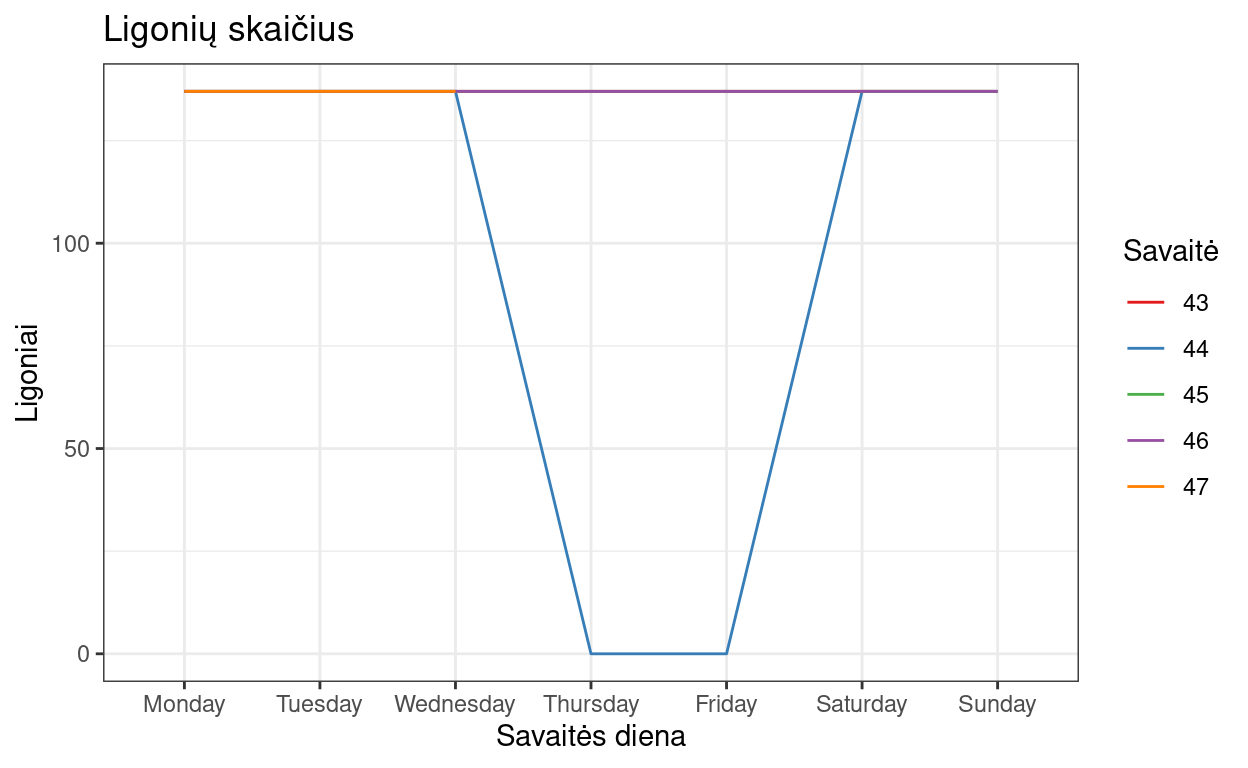 Ligonių skaičius
Ligoniai
100
50
0
Monday Tuesday Wednesday Thursday Friday Saturday Sunday
Savaitės diena
Savaitė
43
44
45
46
47